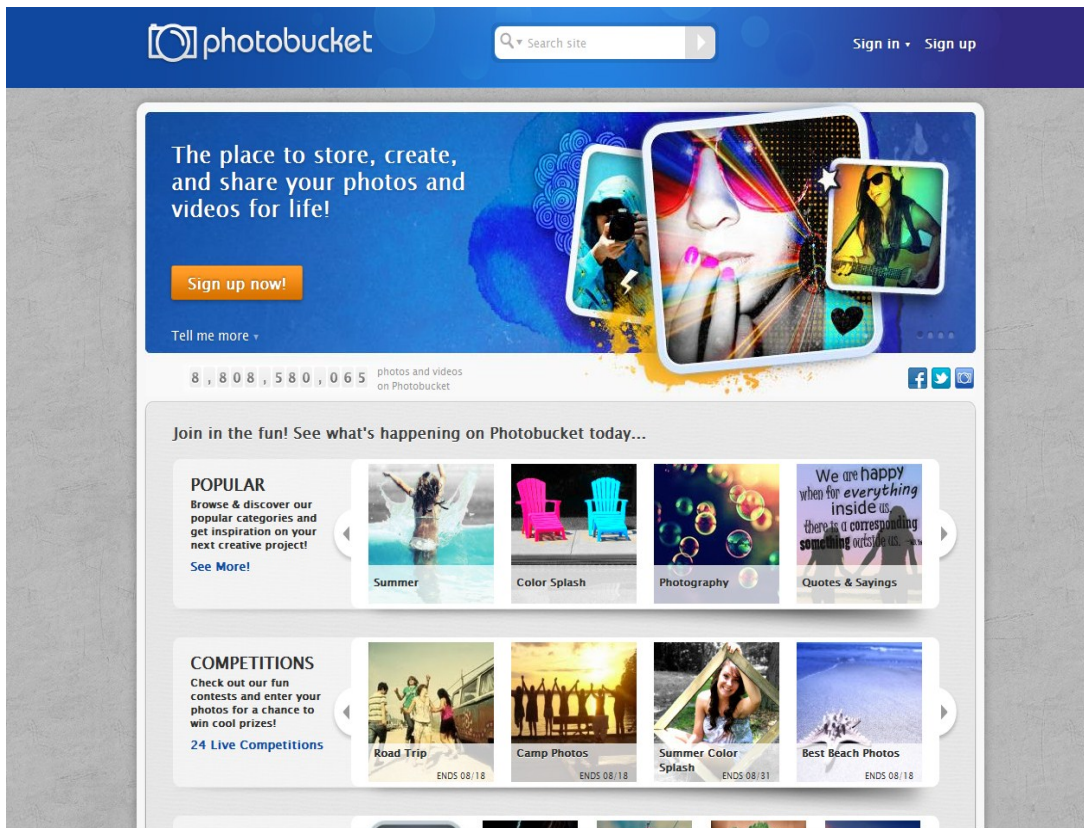 photobucket
Search site
Sign in
Sign up
The place to store, create,
and share your photos and
videos for life!
Sign up now!
Tell me more
8,808,580,065
photos and videos
on Photobucket
Join in the fun! See what's happening on Photobucket today...
POPULAR
Browse & discover our
popular categories and
get inspiration on your
next creative project!
See More!
Summer
Color Splash
Photography
We are happy
when for everything
inside us,
there is a corresponding
something outside us.
Quotes & Sayings
COMPETITIONS
Check out our fun
contests and enter your
photos for a chance to
win cool prizes!
24 Live Competitions
Road Trip
ENDS 08/18
Camp Photos
ENDS 08/18
Summer Color
Splash
ENDS 08/31
Best Beach Photos
ENDS 08/18